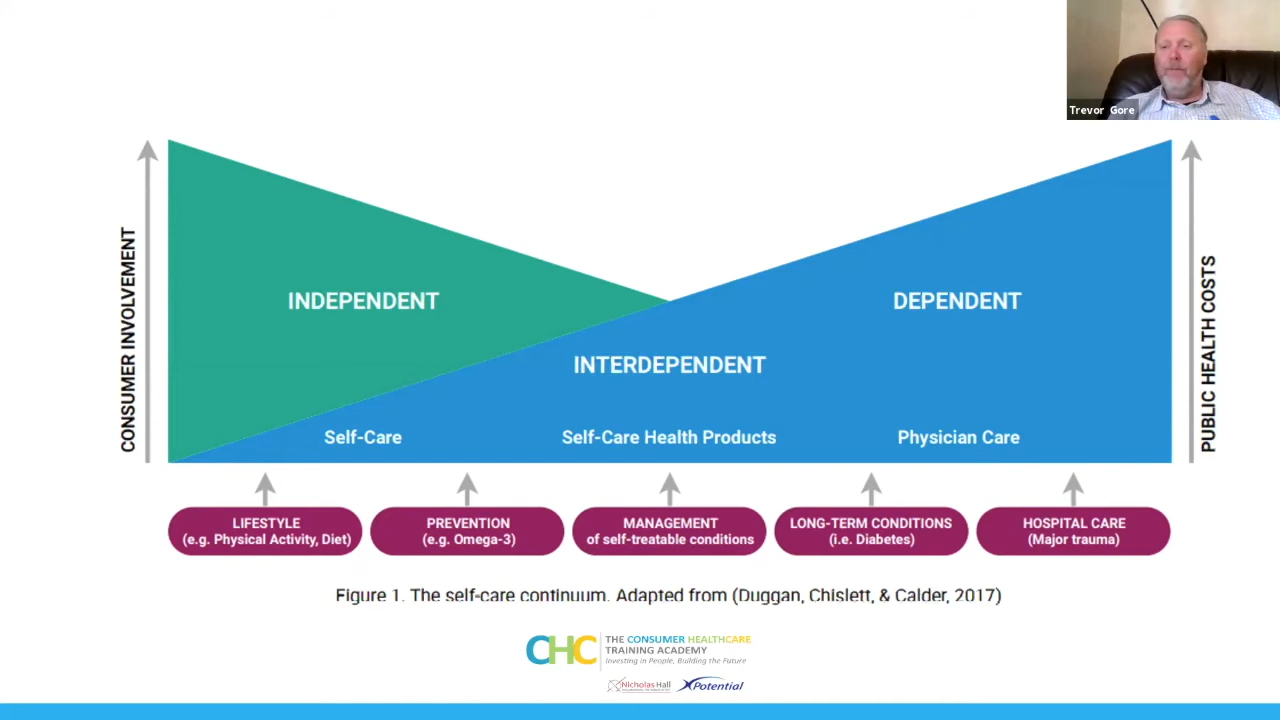 Trevor Gore
CONSUMER INVOLVEMENT
PUBLIC HEALTH COSTS
INDEPENDENT
DEPENDENT
INTERDEPENDENT
Self-Care
Self-Care Health Products
Physician Care
LIFESTYLE
(e.g. Physical Activity, Diet)
PREVENTION
(e.g. Omega-3)
MANAGEMENT
of self-treatable conditions
LONG-TERM CONDITIONS
(i.e. Diabetes)
HOSPITAL CARE
(Major trauma)
Figure 1. The self-care continuum. Adapted from (Duggan, Chislett, & Calder, 2017)
CHC
THE CONSUMER HEALTHCARE
TRAINING ACADEMY
Investing in People, Building the Future
Nicholas Hall
XPotential